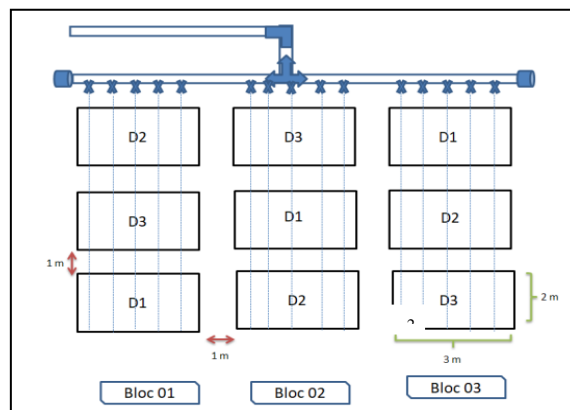 D2 D3 D1
D3 D1 D2
1 m
D1 D2 D3
2 m
1 m
3 m
Bloc 01 Bloc 02 Bloc 03